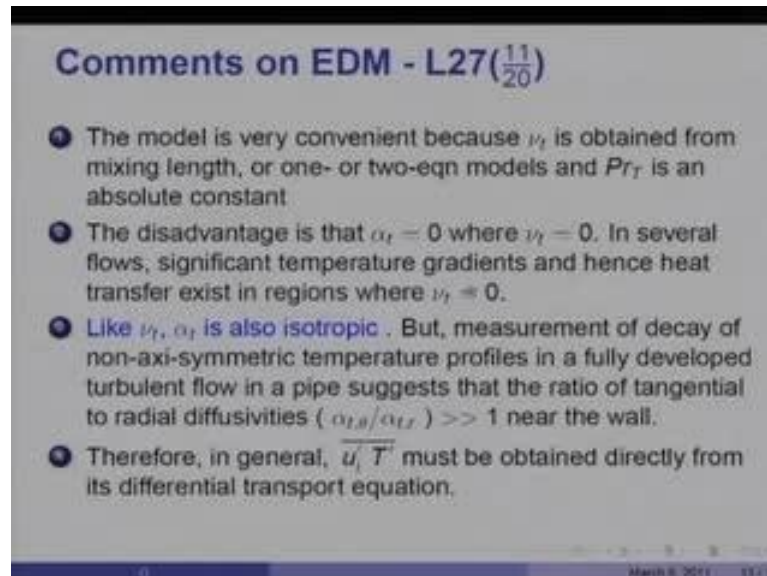 Comments on EDM - L27(11/20)
The model is very convenient because νt is obtained from
mixing length, or one- or two-eqn models and PrT is an
absolute constant
The disadvantage is that αt = 0 where νt = 0. In several
flows, significant temperature gradients and hence heat
transfer exist in regions where νt = 0.
Like νt, αt is also isotropic . But, measurement of decay of
non-axi-symmetric temperature profiles in a fully developed
turbulent flow in a pipe suggests that the ratio of tangential
to radial diffusivities ( αt,θ/αt,r ) >> 1 near the wall.
Therefore, in general, u′i T′ must be obtained directly from
its differential transport equation.
2011